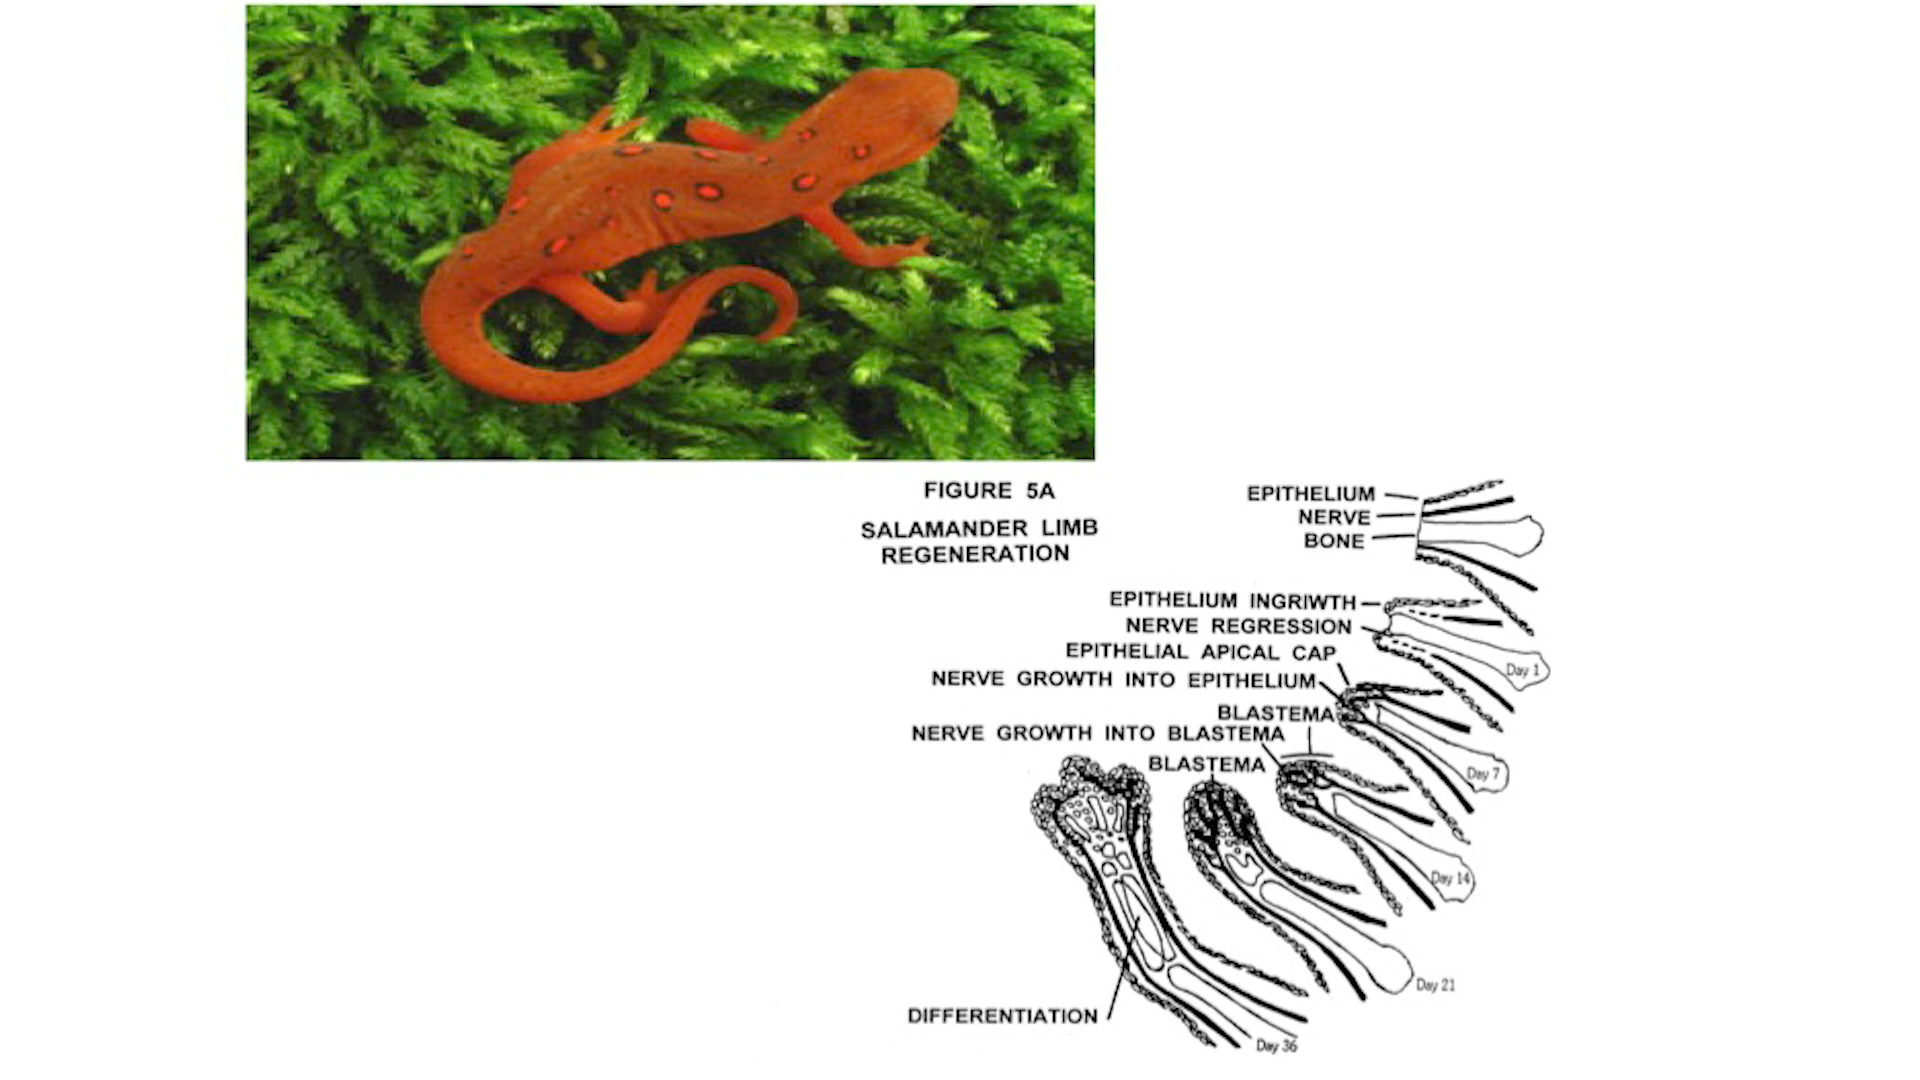 FIGURE 5A
SALAMANDER LIMB
REGENERATION
EPITHELIUM
NERVE
BONE
EPITHELIUM INGRIWTH
NERVE REGRESSION
Day 1
EPITHELIAL APICAL CAP
NERVE GROWTH INTO EPITHELIUM
Day 7
BLASTEMA
NERVE GROWTH INTO BLASTEMA
Day 14
BLASTEMA
Day 21
DIFFERENTIATION
Day 36